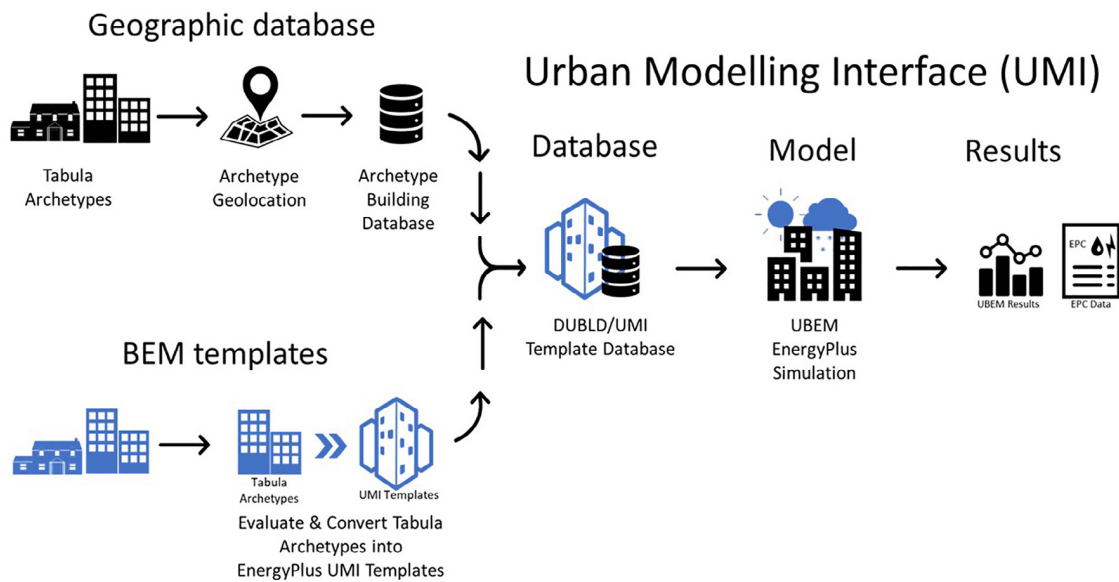 Geographic database
Urban Modelling Interface (UMI)
Tabula
Archetypes
Archetype
Geolocation
Archetype
Building
Database
Database
Model
Results
DUBLD/UMI
Template Database
UBEM
EnergyPlus
Simulation
EPC
UBEM Results
EPC Data
BEM templates
Tabula
Archetypes
UMI Templates
Evaluate & Convert Tabula
Archetypes into
EnergyPlus UMI Templates